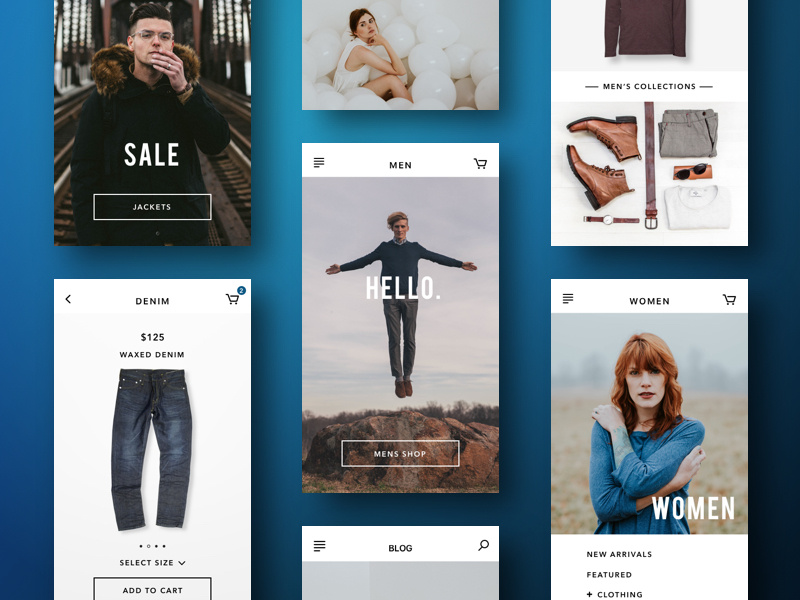 SALE
JACKETS
DENIM
2
$125
WAXED DENIM
SELECT SIZE
ADD TO CART
MEN
HELLO.
MENS SHOP
BLOG
MEN'S COLLECTIONS
WOMEN
WOMEN
NEW ARRIVALS
FEATURED
+ CLOTHING